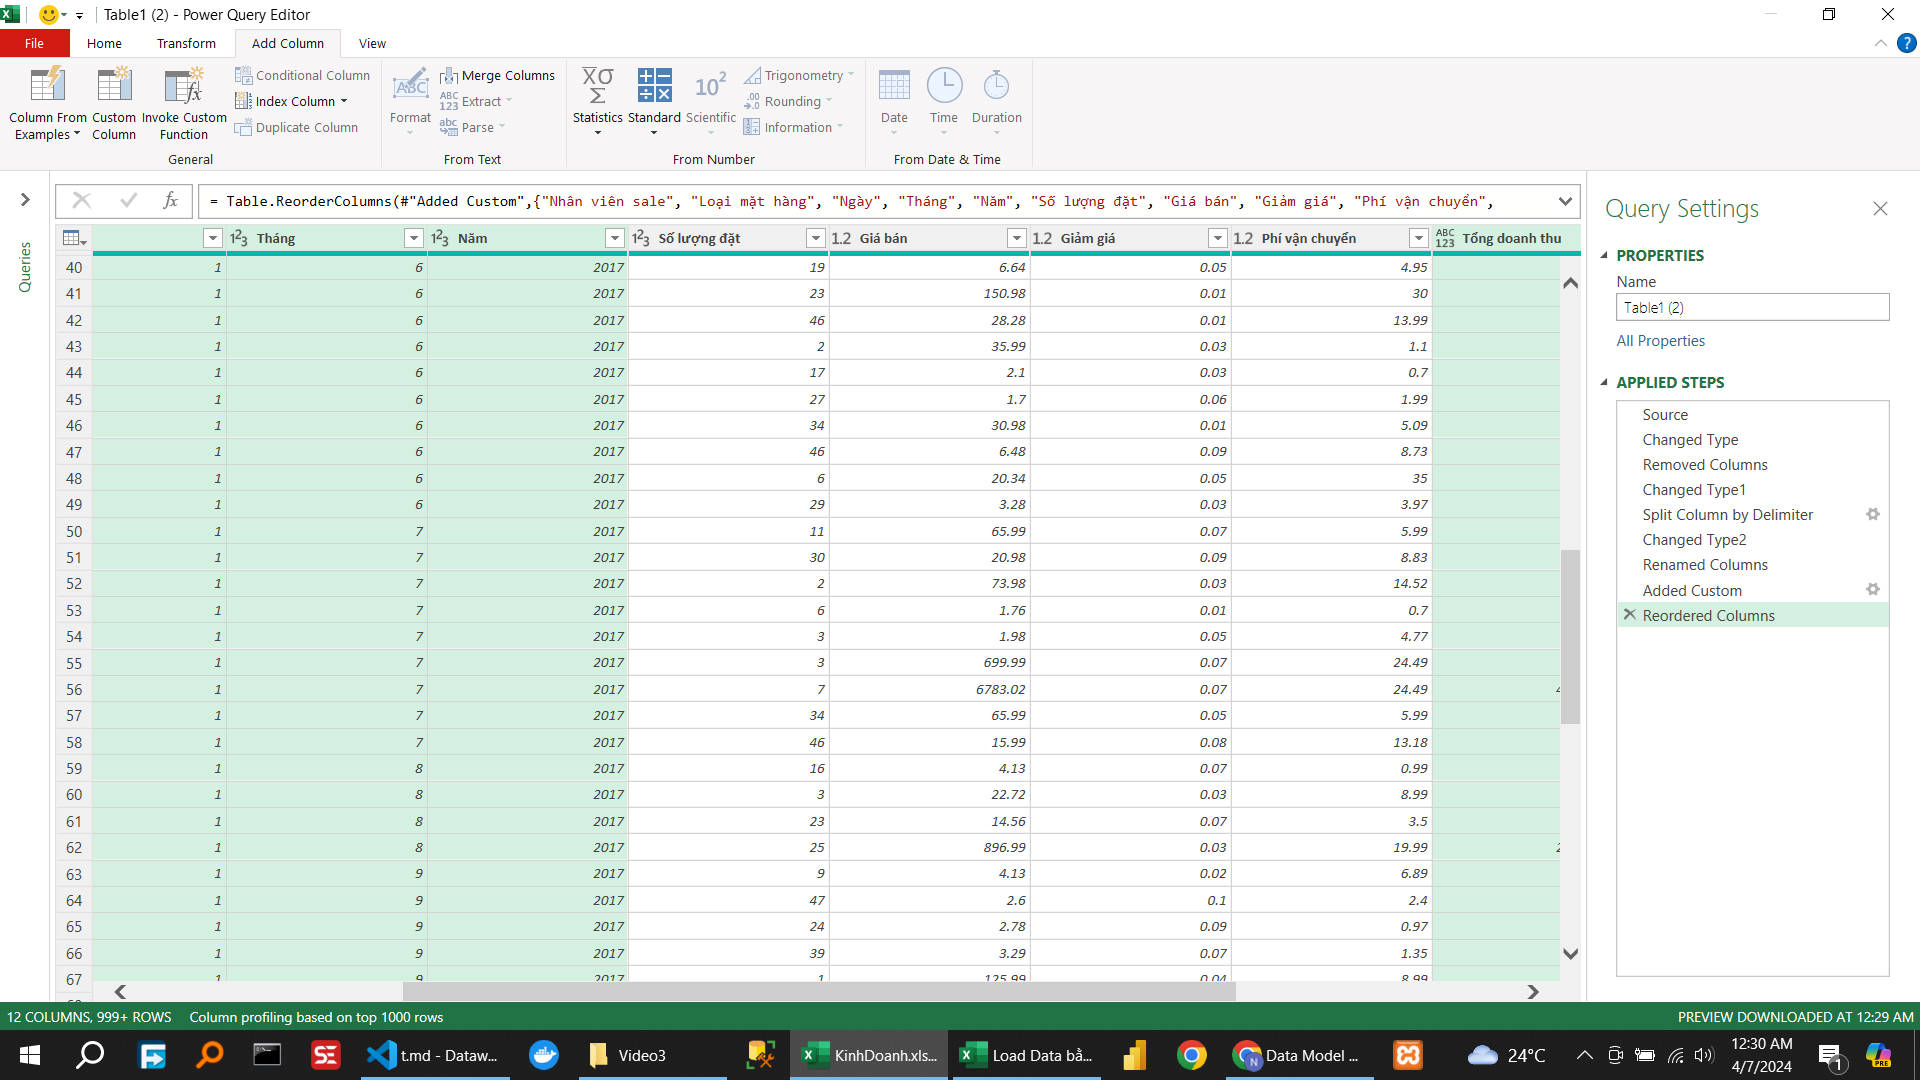 Table1 (2) - Power Query Editor
File Home Transform Add Column View
Column From Examples
Custom Column
Invoke Custom Function
Conditional Column
Index Column
Duplicate Column
General
Format
Merge Columns
Extract
Parse
From Text
Statistics
Standard
Scientific
Trigonometry
Rounding
Information
From Number
Date
Time
Duration
From Date & Time
= Table.ReorderColumns(#"Added Custom",{"Nhân viên sale", "Loại mặt hàng", "Ngày", "Tháng", "Năm", "Số lượng đặt", "Giá bán", "Giảm giá", "Phí vận chuyển",
Queries
Tháng Năm Số lượng đặt Giá bán Giảm giá Phí vận chuyển Tổng doanh thu
40 1 6 2017 19 6.64 0.05 4.95
41 1 6 2017 23 150.98 0.01 30
42 1 6 2017 46 28.28 0.01 13.99
43 1 6 2017 2 35.99 0.03 1.1
44 1 6 2017 17 2.1 0.03 0.7
45 1 6 2017 27 1.7 0.06 1.99
46 1 6 2017 34 30.98 0.01 5.09
47 1 6 2017 46 6.48 0.09 8.73
48 1 6 2017 6 20.34 0.05 35
49 1 6 2017 29 3.28 0.03 3.97
50 1 7 2017 11 65.99 0.07 5.99
51 1 7 2017 30 20.98 0.09 8.83
52 1 7 2017 2 73.98 0.03 14.52
53 1 7 2017 6 1.76 0.01 0.7
54 1 7 2017 3 1.98 0.05 4.77
55 1 7 2017 3 699.99 0.07 24.49
56 1 7 2017 7 6783.02 0.07 24.49
57 1 7 2017 34 65.99 0.05 5.99
58 1 7 2017 46 15.99 0.08 13.18
59 1 8 2017 16 4.13 0.07 0.99
60 1 8 2017 3 22.72 0.03 8.99
61 1 8 2017 23 14.56 0.07 3.5
62 1 8 2017 25 896.99 0.03 19.99
63 1 9 2017 9 4.13 0.02 6.89
64 1 9 2017 47 2.6 0.1 2.4
65 1 9 2017 24 2.78 0.09 0.97
66 1 9 2017 39 3.29 0.07 1.35
67 1 9 2017 1 125.99 0.04 8.99
Query Settings
PROPERTIES
Name
Table1 (2)
All Properties
APPLIED STEPS
Source
Changed Type
Removed Columns
Changed Type1
Split Column by Delimiter
Changed Type2
Renamed Columns
Added Custom
Reordered Columns
12 COLUMNS, 999+ ROWS Column profiling based on top 1000 rows
PREVIEW DOWNLOADED AT 12:29 AM
t.md - Dataw...
Video3
KinhDoanh.xls...
Load Data bằ...
Data Model ...
24°C
12:30 AM
4/7/2024